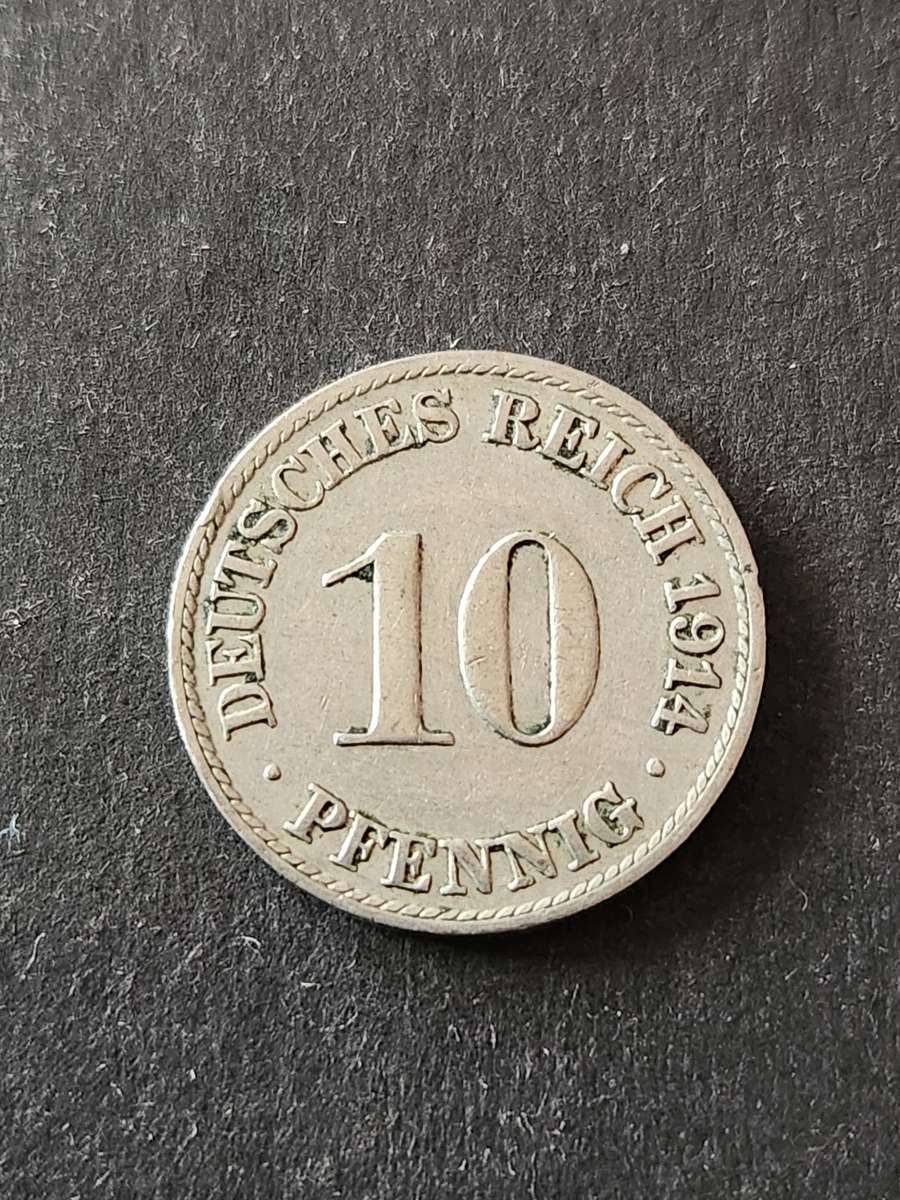 DEUTSCHES REICH 1914
10
· PFENNIG ·